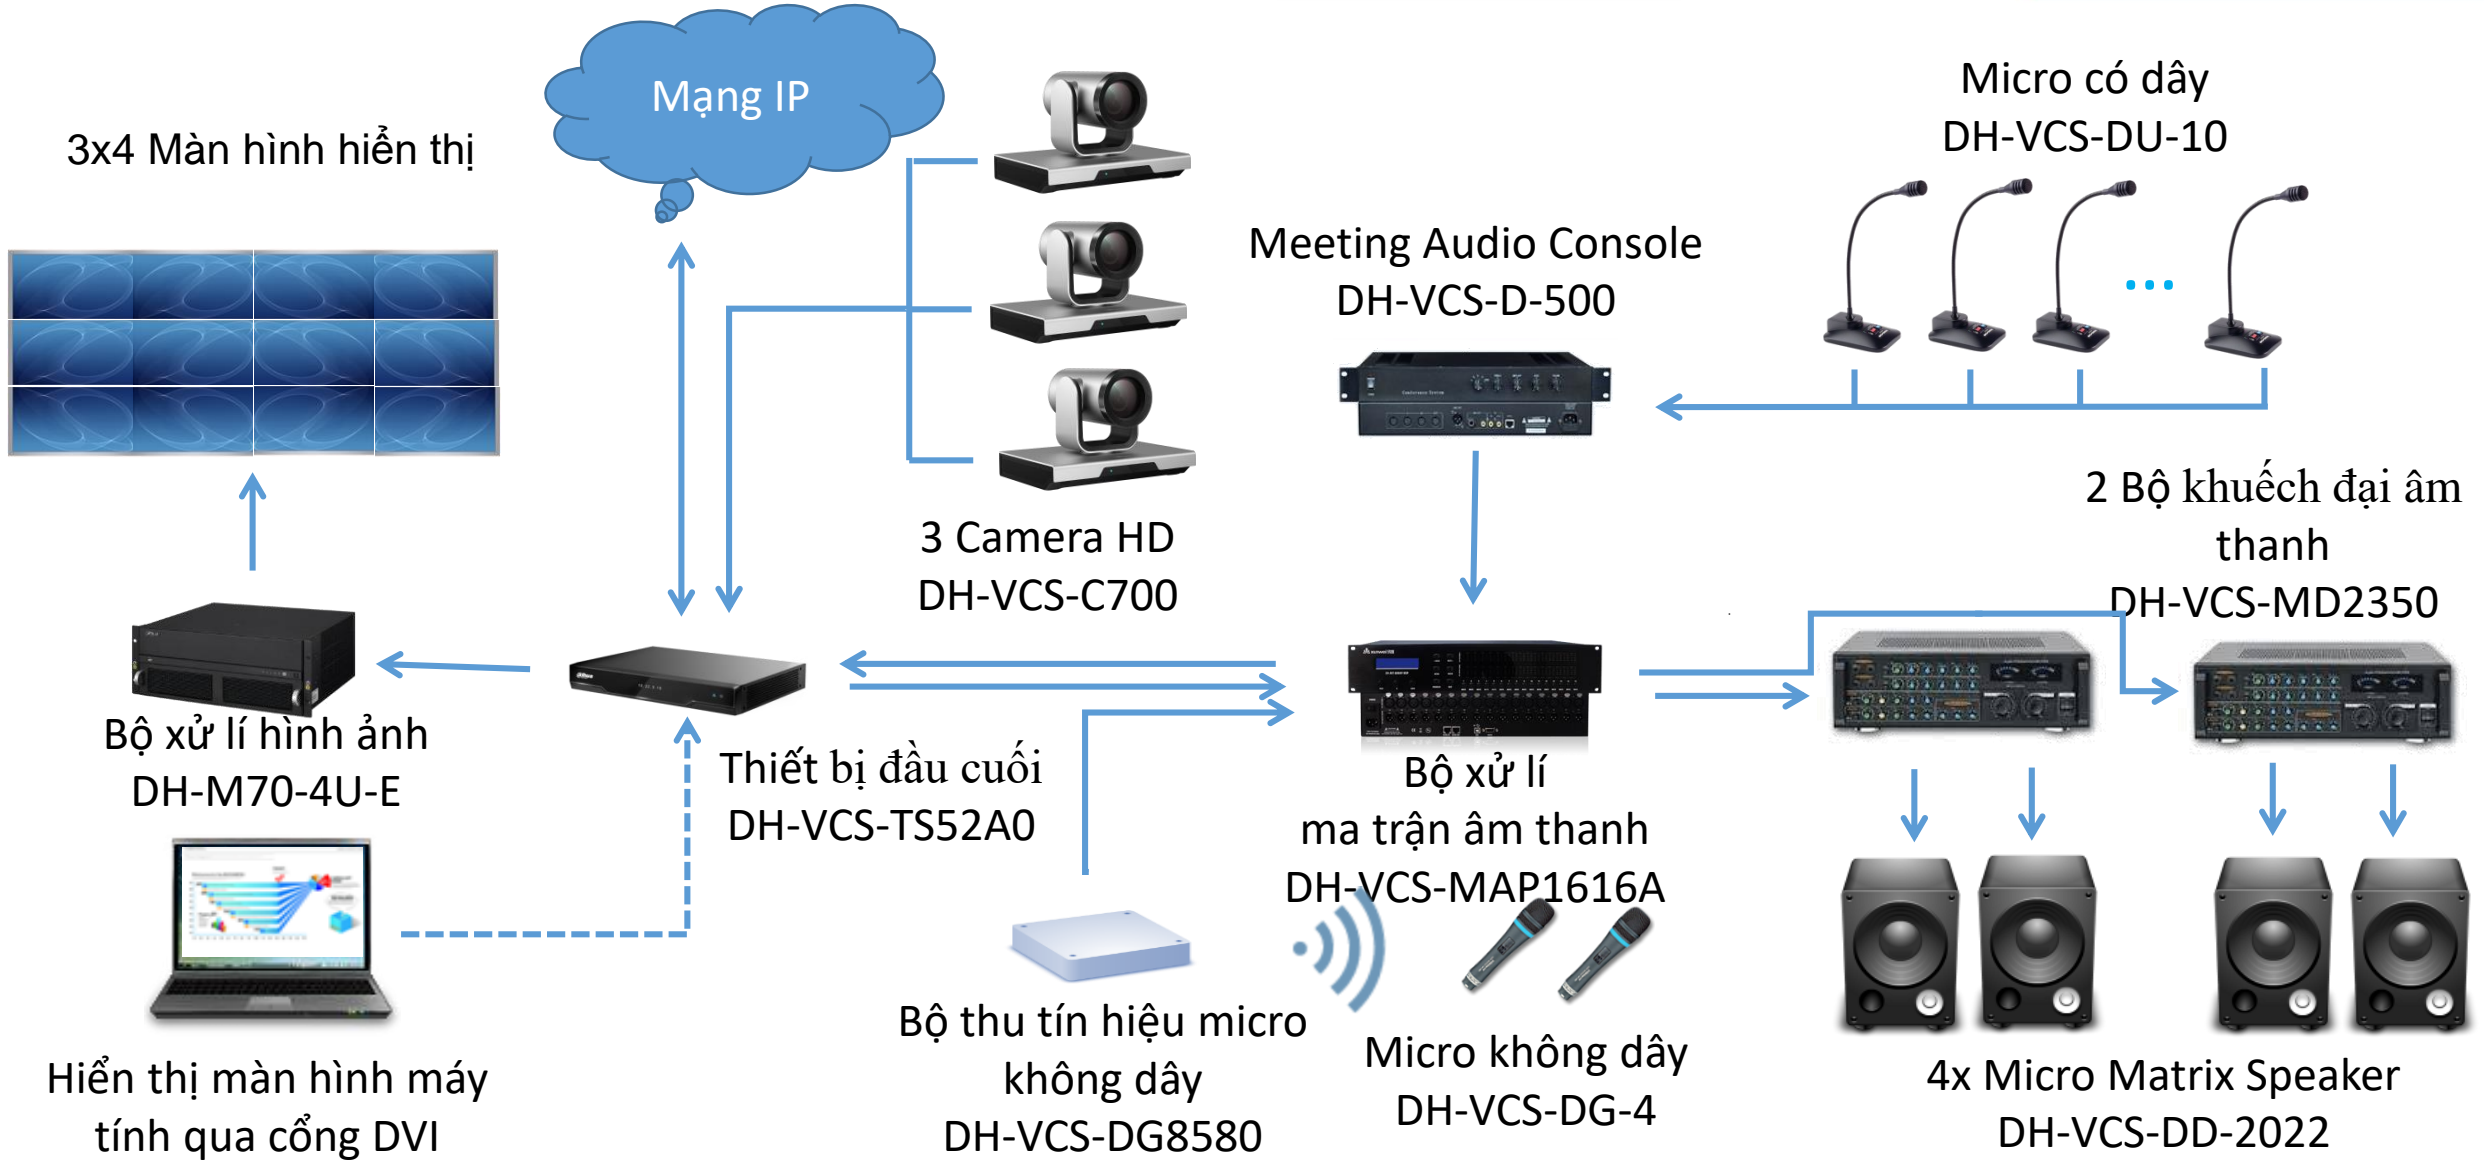 Mạng IP
3x4 Màn hình hiển thị
Micro có dây
DH-VCS-DU-10
Meeting Audio Console
DH-VCS-D-500
3 Camera HD
DH-VCS-C700
2 Bộ khuếch đại âm
thanh
DH-VCS-MD2350
Bộ xử lí hình ảnh
DH-M70-4U-E
Thiết bị đầu cuối
DH-VCS-TS52A0
Bộ xử lí
ma trận âm thanh
DH-VCS-MAP1616A
Hiển thị màn hình máy
tính qua cổng DVI
Bộ thu tín hiệu micro
không dây
DH-VCS-DG8580
Micro không dây
DH-VCS-DG-4
4x Micro Matrix Speaker
DH-VCS-DD-2022